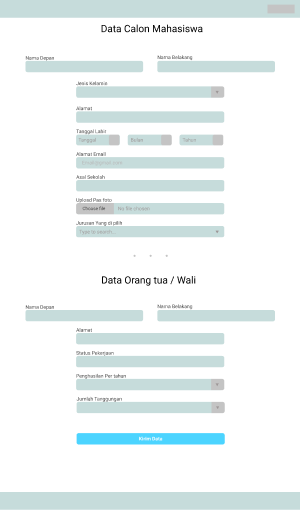 Data Calon Mahasiswa
Nama Depan
Nama Belakang
Jenis Kelamin
Alamat
Tanggal Lahir
Tanggal
Bulan
Tahun
Alamat Email
Asal Sekolah
Upload Pas foto
Choose file
No file chosen
Jurusan Yang di pilih
Type to search...
Data Orang tua / Wali
Nama Depan
Nama Belakang
Alamat
Status Pekerjaan
Penghasilan Per tahan
Jumlah Tanggungan
Kirim Data